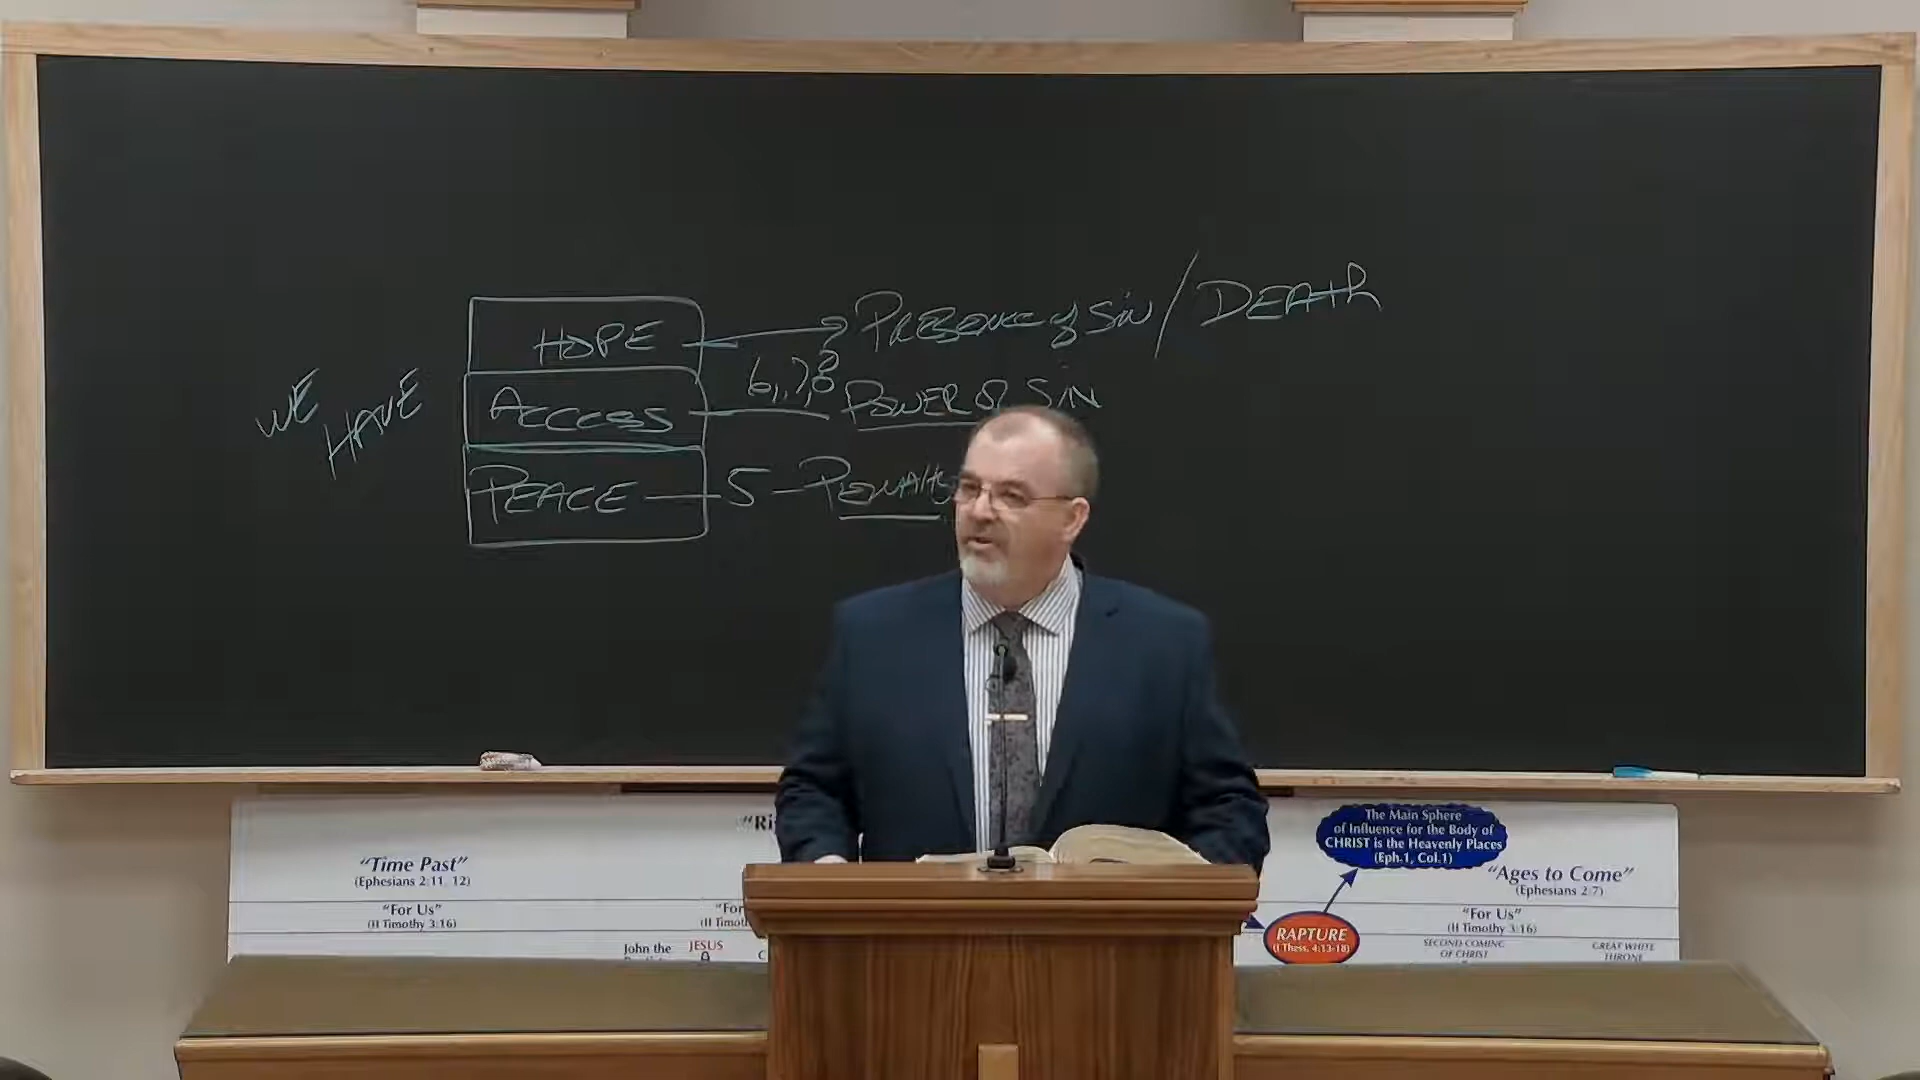 HOPE
PRESENCE of SiN / DEATH
WE
HAVE
ACCESS
6,7,8
POWER OF SiN
PEACE
5
The Main Sphere
of Influence for the Body of
CHRIST is the Heavenly Places
(Eph.1, Col.1)
"Time Past"
(Ephesians 2:11, 12)
"Ages to Come"
(Ephesians 2:7)
"For Us"
(II Timothy 3:16)
"For Us"
(II Timothy 3:16)
John the
JESUS
RAPTURE
(I Thess. 4:13-18)
SECOND COMING
OF CHRIST
GREAT WHITE
THRONE